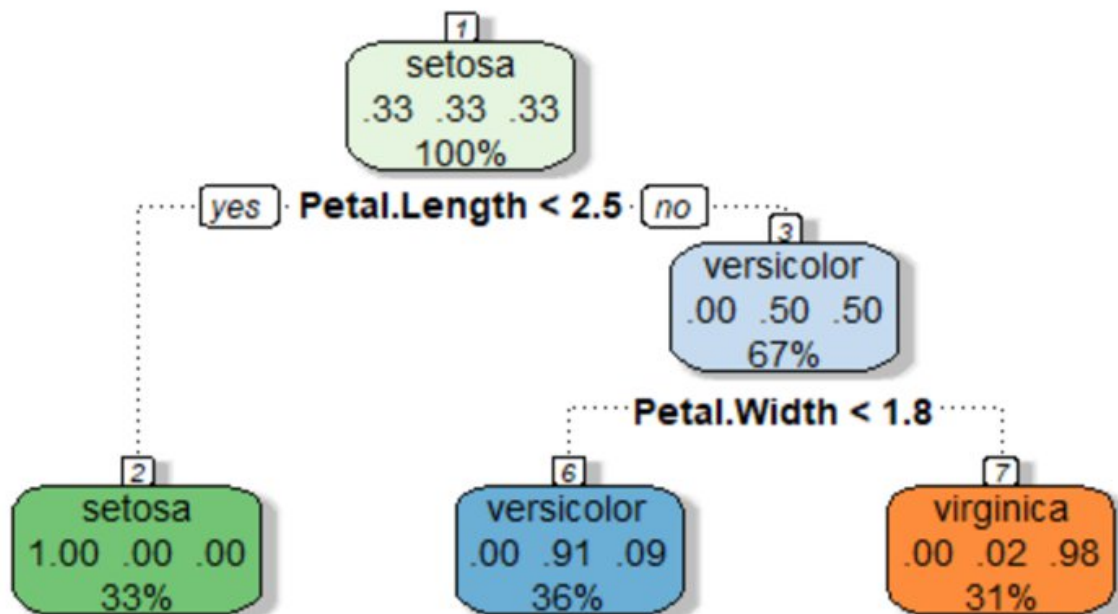 1
setosa
.33 .33 .33
100%
yes Petal.Length < 2.5 no
3
versicolor
.00 .50 .50
67%
Petal.Width < 1.8
2
setosa
1.00 .00 .00
33%
6
versicolor
.00 .91 .09
36%
7
virginica
.00 .02 .98
31%